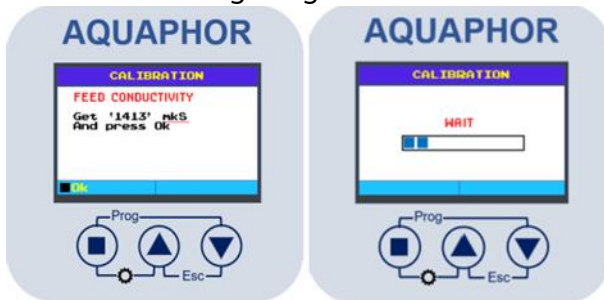 AQUAPHOR
CALIBRATION
FEED CONDUCTIVITY
Get '1413' mkS
And press Ok
Ok
Prog
Esc
AQUAPHOR
CALIBRATION
WAIT
Prog
Esc